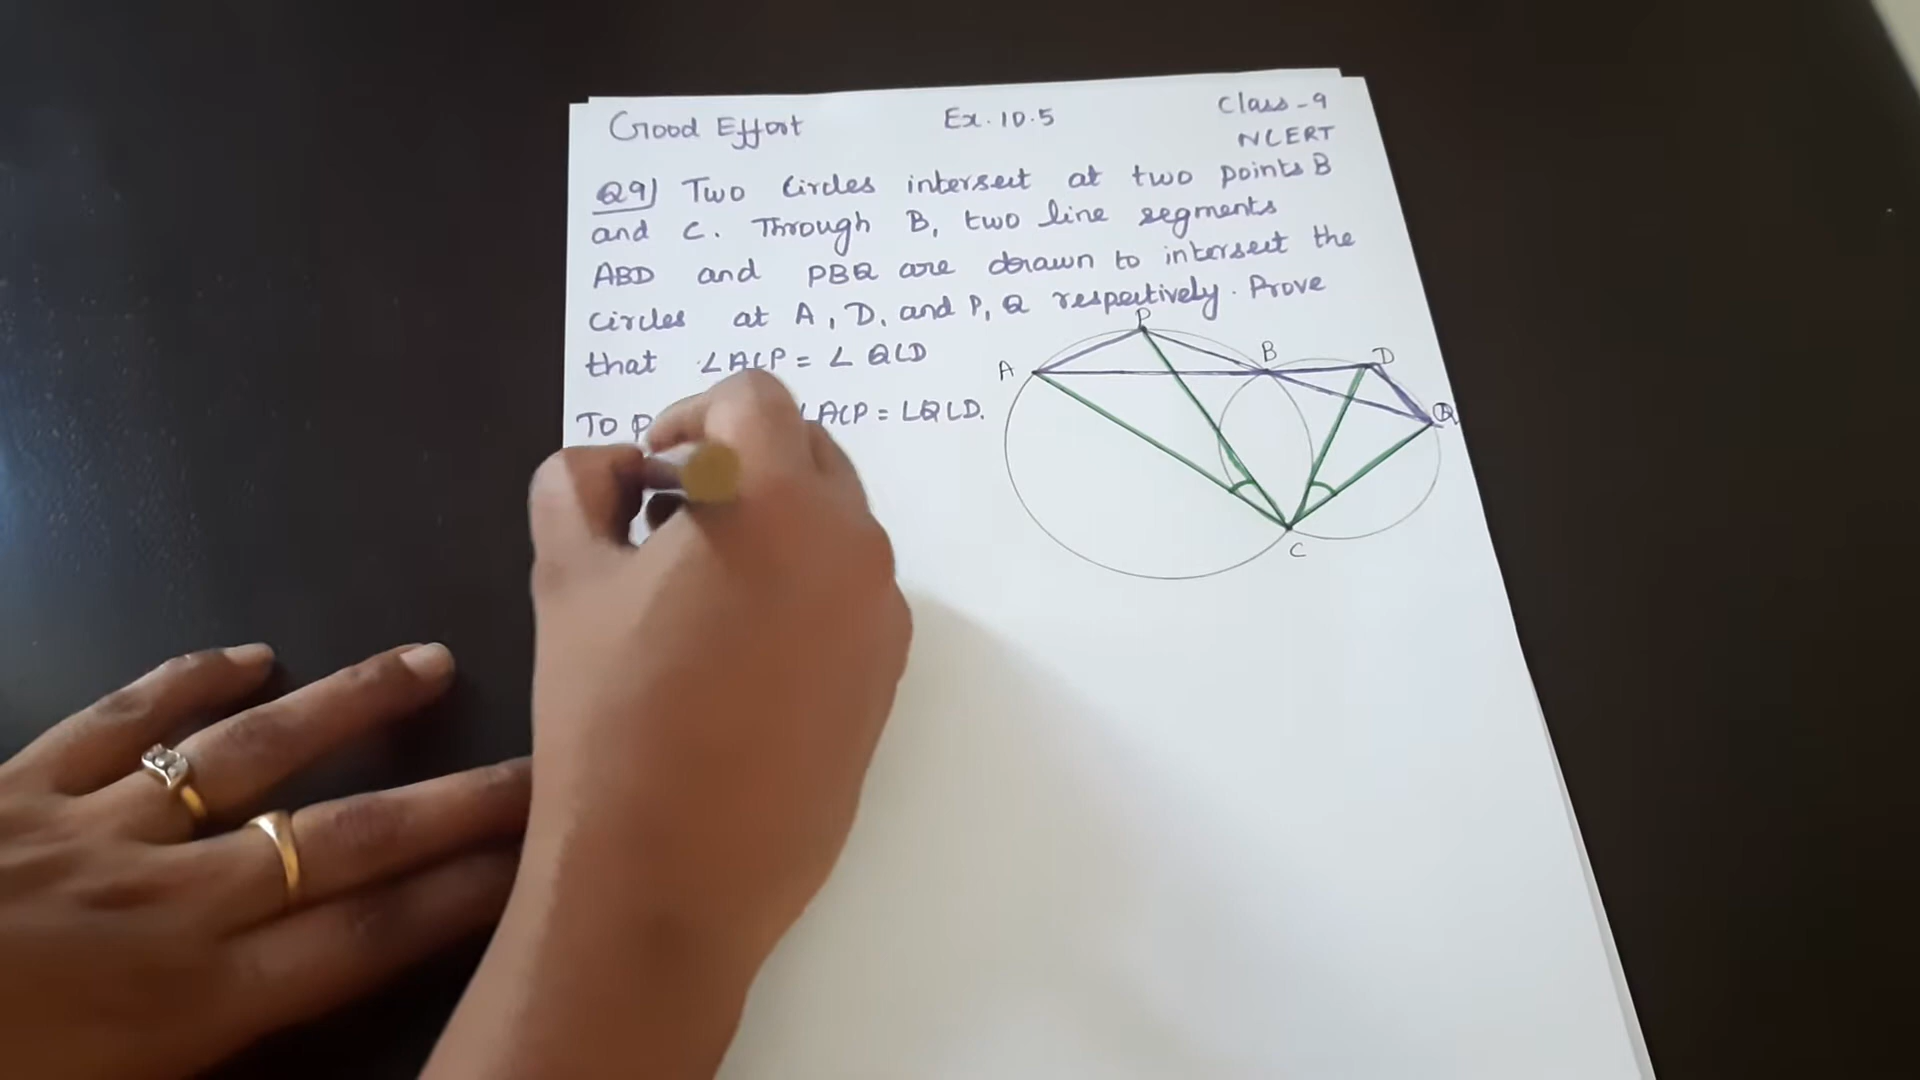 Good Effort Ex. 10.5 Class-9
NCERT
Q9) Two Circles intersect at two points B
and C. Through B, two line segments
ABD and PBQ are drawn to intersect the
circles at A, D, and P, Q respectively. Prove
that ∠ACP = ∠QCD
To ∠ACP = ∠QCD.
P
A
B
D
Q
C